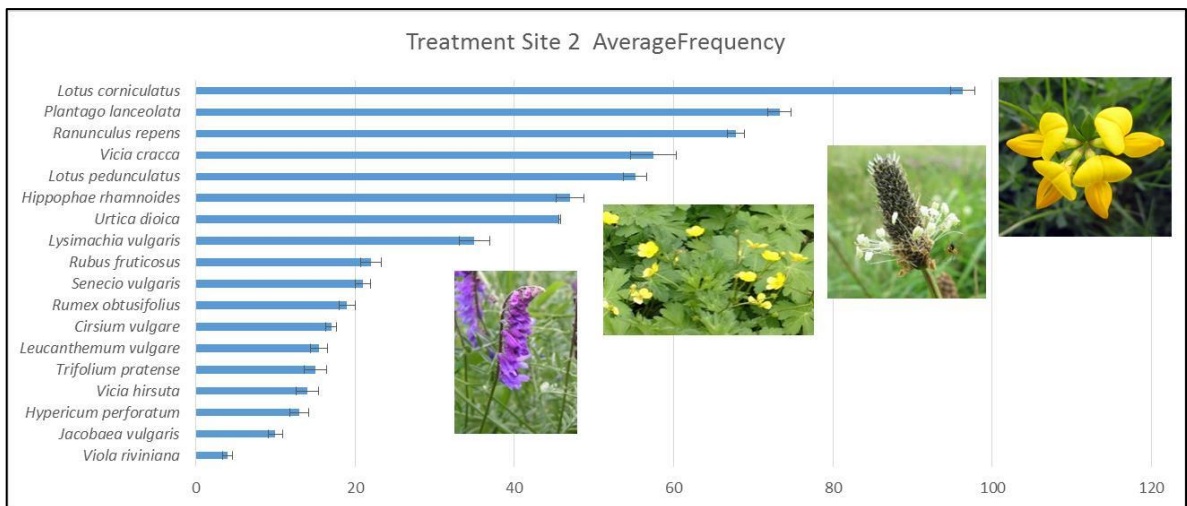 Treatment Site 2 AverageFrequency
Lotus corniculatus
Plantago lanceolata
Ranunculus repens
Vicia cracca
Lotus pedunculatus
Hippophae rhamnoides
Urtica dioica
Lysimachia vulgaris
Rubus fruticosus
Senecio vulgaris
Rumex obtusifolius
Cirsium vulgare
Leucanthemum vulgare
Trifolium pratense
Vicia hirsuta
Hypericum perforatum
Jacobaea vulgaris
Viola riviniana
0 20 40 60 80 100 120